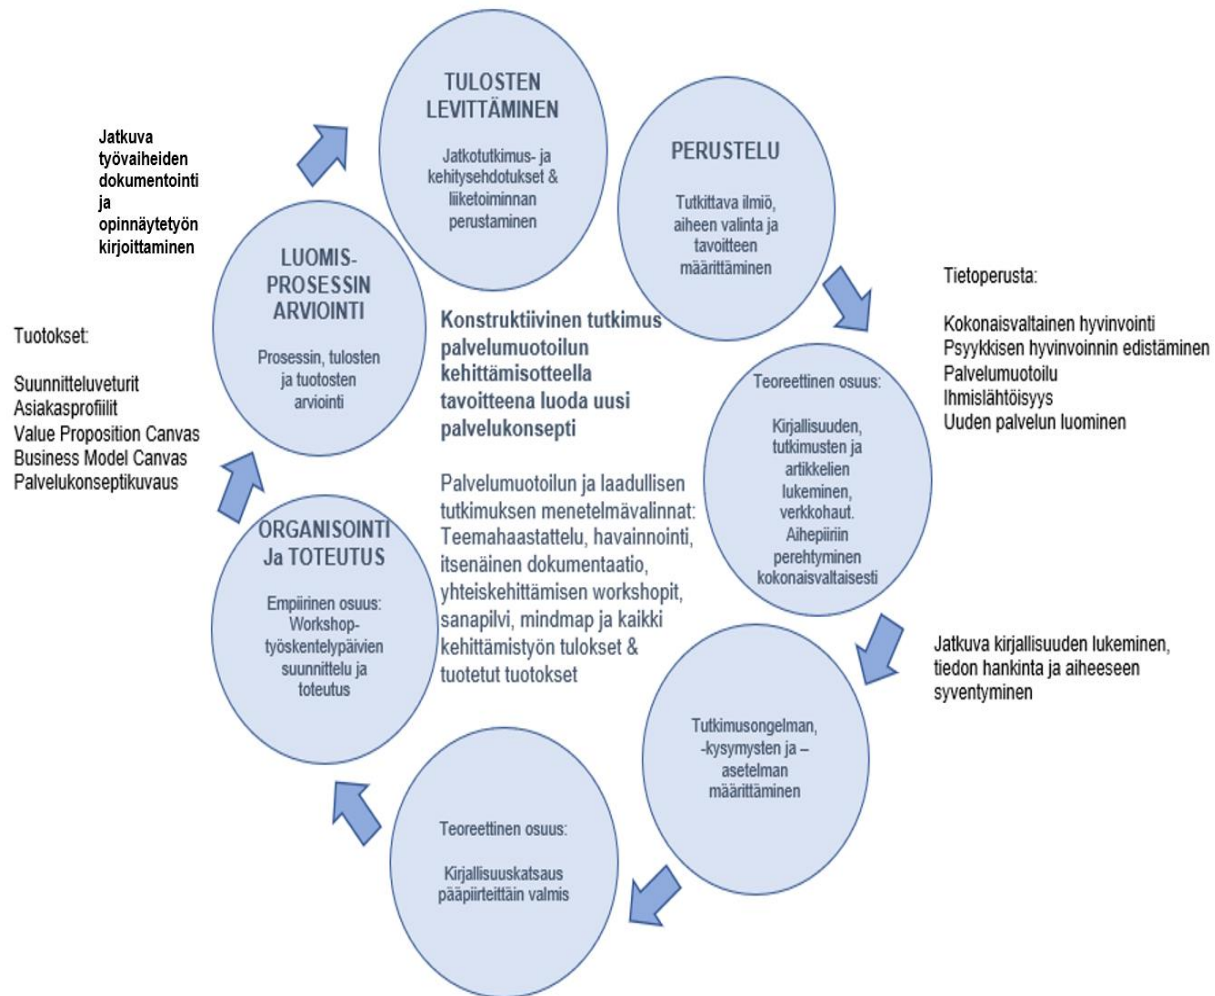 TULOSTEN
LEVITTÄMINEN
Jatkotutkimus- ja
kehitysehdotukset &
liiketoiminnan
perustaminen
PERUSTELU
Tutkittava ilmiö,
aiheen valinta ja
tavoitteen
määrittäminen
Tietoperusta:
Kokonaisvaltainen hyvinvointi
Psyykkisen hyvinvoinnin edistäminen
Palvelumuotoilu
Ihmislähtöisyys
Uuden palvelun luominen
Teoreettinen osuus:
Kirjallisuuden,
tutkimusten ja
artikkelien
lukeminen,
verkkohaut.
Aihepiiriin
perehtyminen
kokonaisvaltaisesti
Jatkuva kirjallisuuden lukeminen,
tiedon hankinta ja aiheeseen
syventyminen
Tutkimusongelman,
-kysymysten ja –
asetelman
määrittäminen
Teoreettinen osuus:
Kirjallisuuskatsaus
pääpiirteittäin valmis
ORGANISOINTI
Ja TOTEUTUS
Empiirinen osuus:
Workshop-
työskentelypäivien
suunnittelu ja
toteutus
Tuotokset:
Suunnitteluveturit
Asiakasprofiilit
Value Proposition Canvas
Business Model Canvas
Palvelukonseptikuvaus
LUOMIS-
PROSESSIN
ARVIOINTI
Prosessin, tulosten
ja tuotosten
arviointi
Jatkuva
työvaiheiden
dokumentointi
ja
opinnäytetyön
kirjoittaminen
Konstruktiivinen tutkimus
palvelumuotoilun
kehittämisotteella
tavoitteena luoda uusi
palvelukonsepti
Palvelumuotoilun ja laadullisen
tutkimuksen menetelmävalinnat:
Teemahaastattelu, havainnointi,
itsenäinen dokumentaatio,
yhteiskehittämisen workshopit,
sanapilvi, mindmap ja kaikki
kehittämistyön tulokset &
tuotetut tuotokset